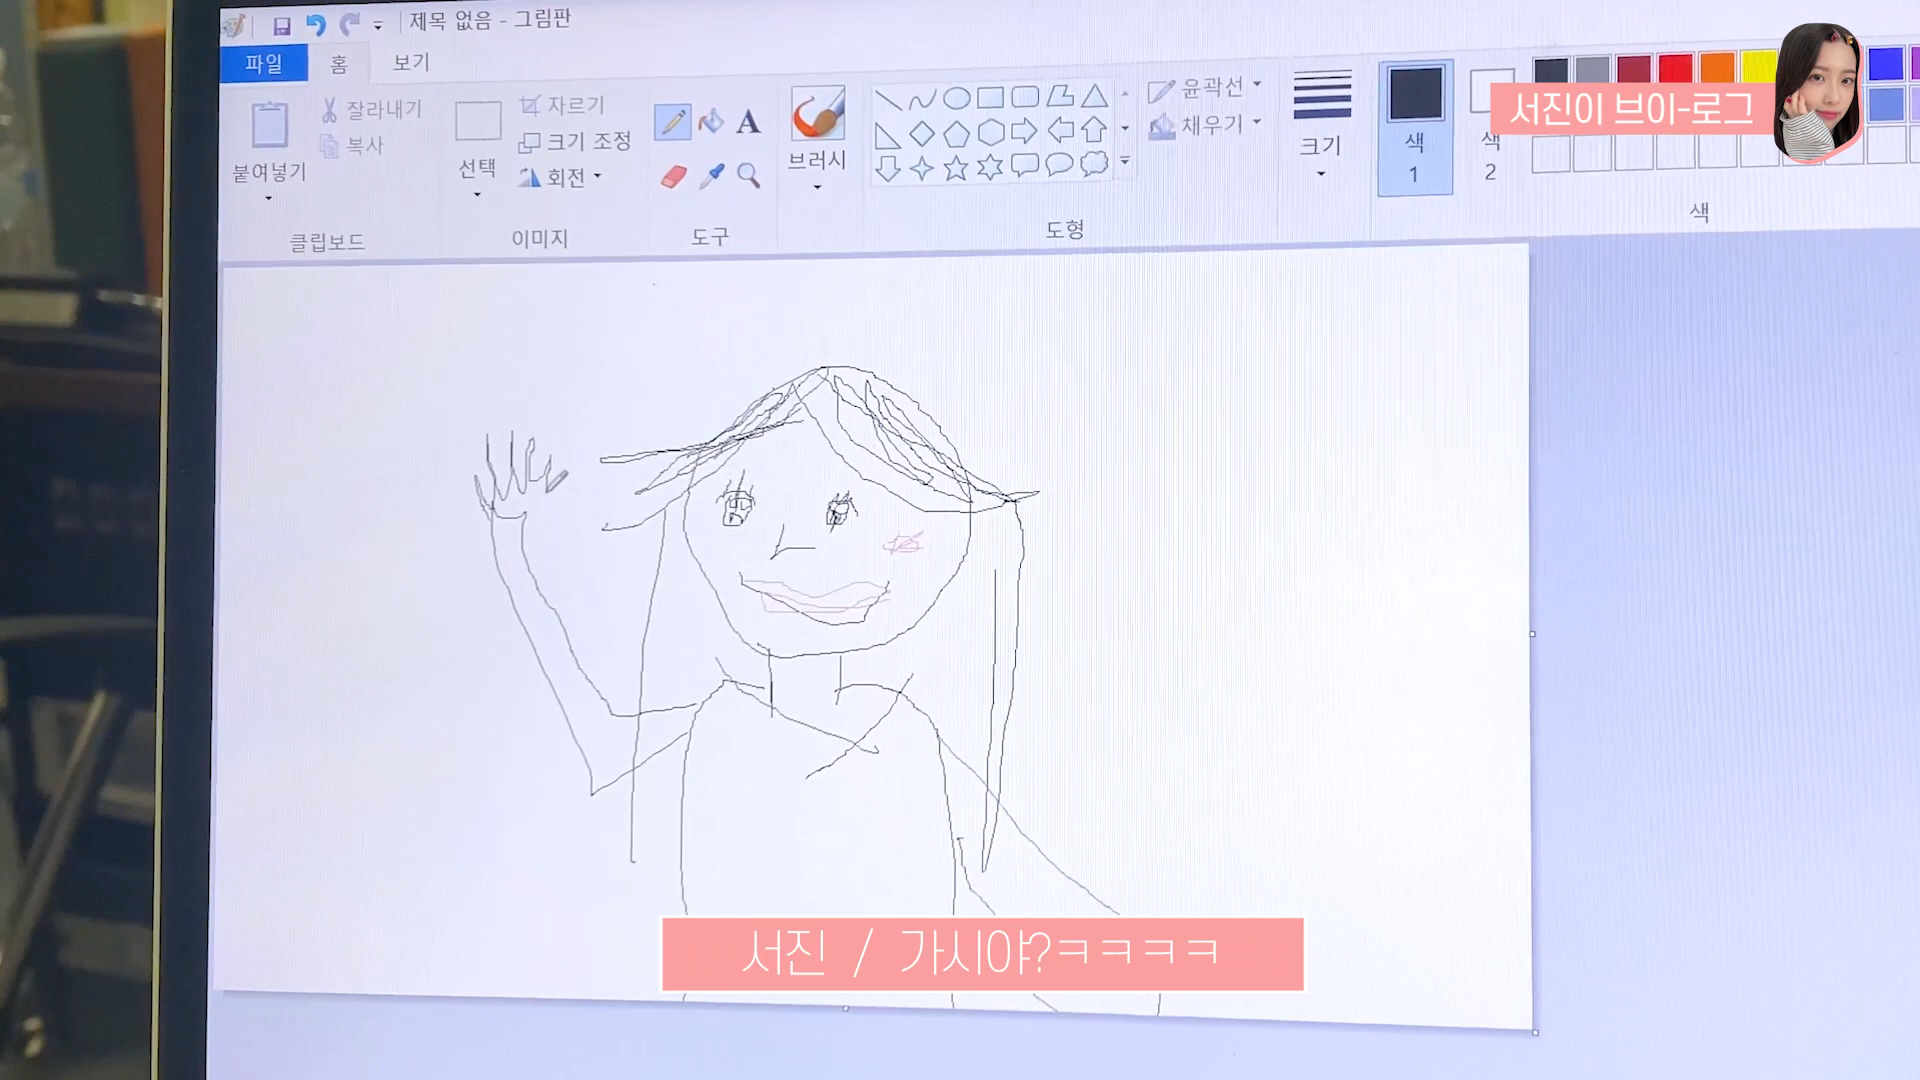 제목 없음 - 그림판
파일 홈 보기
붙여넣기
잘라내기
복사
클립보드
선택
자르기
크기 조정
회전
이미지
A
도구
브러시
도형
윤곽선
채우기
크기
색
1
색
2
색
서진이 브이-로그
서진 / 가시야?ㅋㅋㅋㅋ